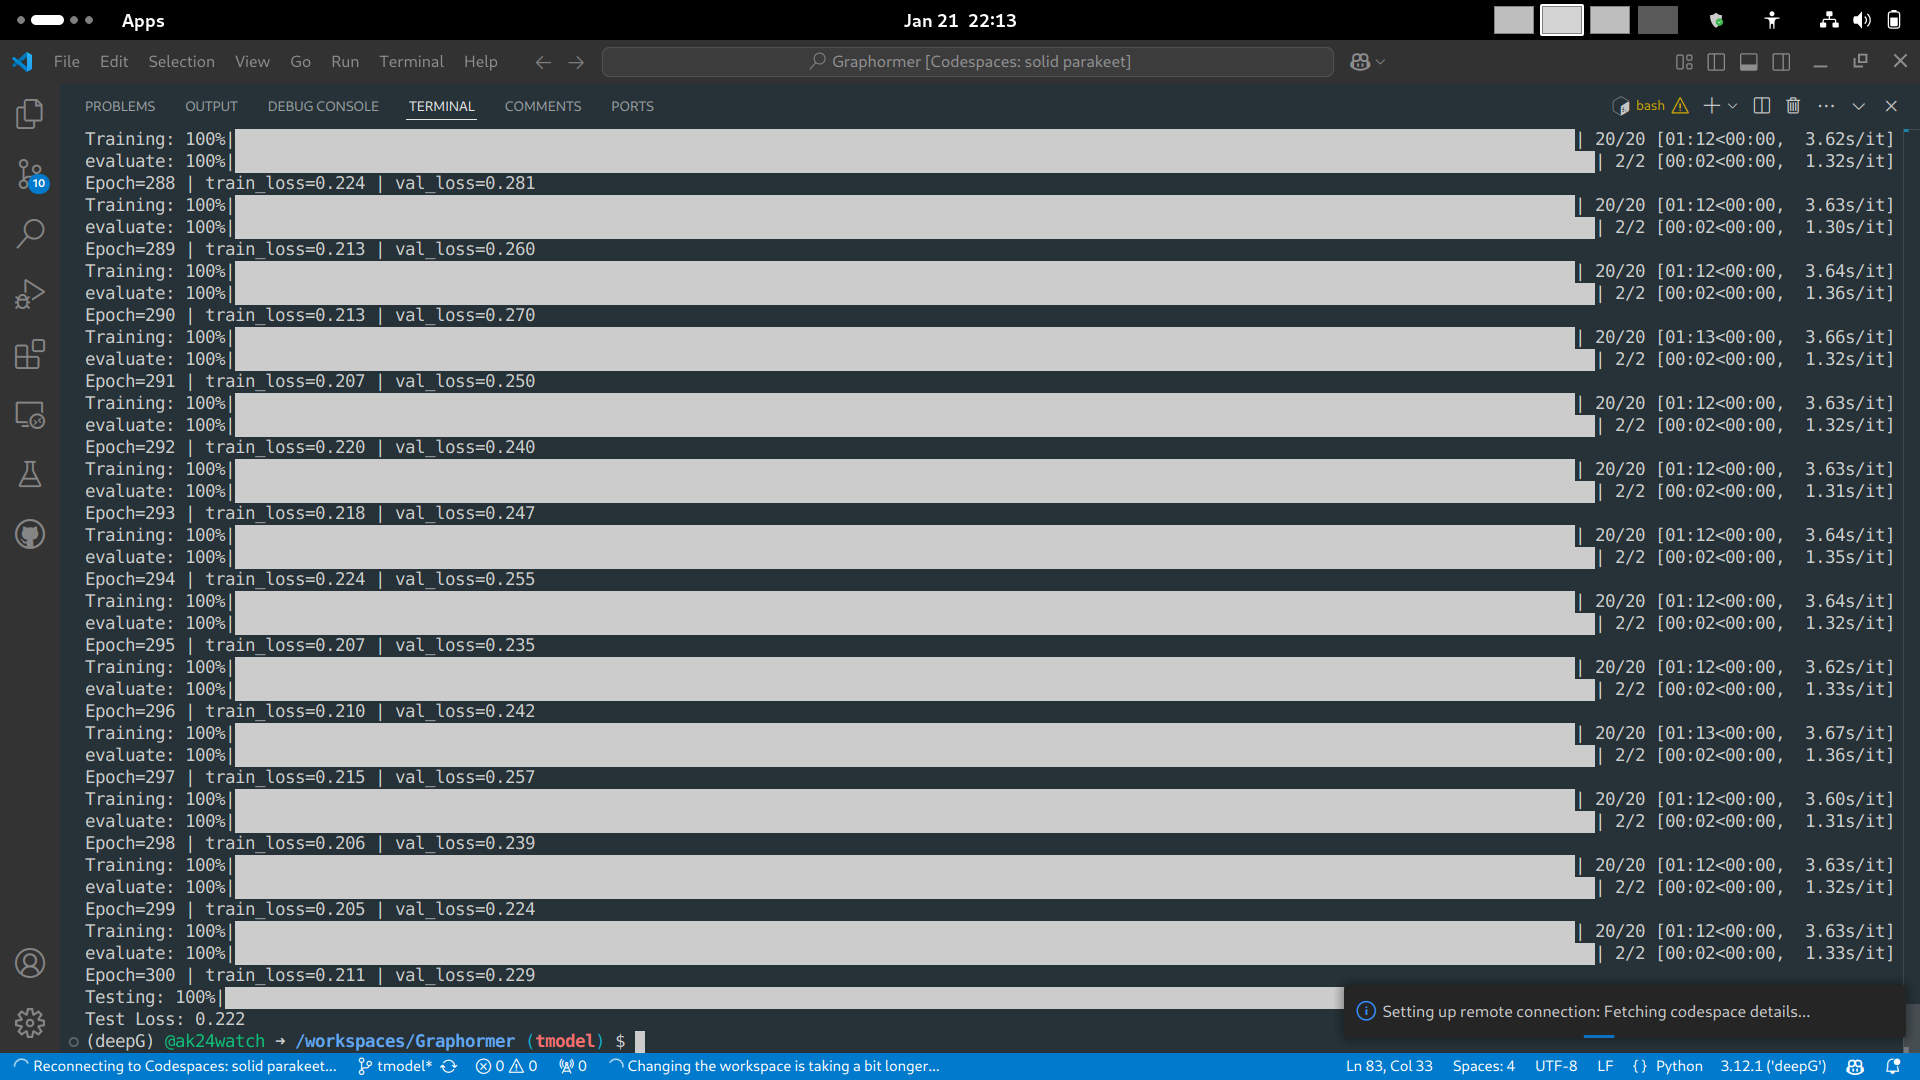 Apps
Jan 21 22:13
File Edit Selection View Go Run Terminal Help
Graphormer [Codespaces: solid parakeet]
PROBLEMS OUTPUT DEBUG CONSOLE TERMINAL COMMENTS PORTS
bash
Training: 100%| | 20/20 [01:12<00:00, 3.62s/it]
evaluate: 100%| | 2/2 [00:02<00:00, 1.32s/it]
10
Epoch=288 | train_loss=0.224 | val_loss=0.281
Training: 100%| | 20/20 [01:12<00:00, 3.63s/it]
evaluate: 100%| | 2/2 [00:02<00:00, 1.30s/it]
Epoch=289 | train_loss=0.213 | val_loss=0.260
Training: 100%| | 20/20 [01:12<00:00, 3.64s/it]
evaluate: 100%| | 2/2 [00:02<00:00, 1.36s/it]
Epoch=290 | train_loss=0.213 | val_loss=0.270
Training: 100%| | 20/20 [01:13<00:00, 3.66s/it]
evaluate: 100%| | 2/2 [00:02<00:00, 1.32s/it]
Epoch=291 | train_loss=0.207 | val_loss=0.250
Training: 100%| | 20/20 [01:12<00:00, 3.63s/it]
evaluate: 100%| | 2/2 [00:02<00:00, 1.32s/it]
Epoch=292 | train_loss=0.220 | val_loss=0.240
Training: 100%| | 20/20 [01:12<00:00, 3.63s/it]
evaluate: 100%| | 2/2 [00:02<00:00, 1.31s/it]
Epoch=293 | train_loss=0.218 | val_loss=0.247
Training: 100%| | 20/20 [01:12<00:00, 3.64s/it]
evaluate: 100%| | 2/2 [00:02<00:00, 1.35s/it]
Epoch=294 | train_loss=0.224 | val_loss=0.255
Training: 100%| | 20/20 [01:12<00:00, 3.64s/it]
evaluate: 100%| | 2/2 [00:02<00:00, 1.32s/it]
Epoch=295 | train_loss=0.207 | val_loss=0.235
Training: 100%| | 20/20 [01:12<00:00, 3.62s/it]
evaluate: 100%| | 2/2 [00:02<00:00, 1.33s/it]
Epoch=296 | train_loss=0.210 | val_loss=0.242
Training: 100%| | 20/20 [01:13<00:00, 3.67s/it]
evaluate: 100%| | 2/2 [00:02<00:00, 1.36s/it]
Epoch=297 | train_loss=0.215 | val_loss=0.257
Training: 100%| | 20/20 [01:12<00:00, 3.60s/it]
evaluate: 100%| | 2/2 [00:02<00:00, 1.31s/it]
Epoch=298 | train_loss=0.206 | val_loss=0.239
Training: 100%| | 20/20 [01:12<00:00, 3.63s/it]
evaluate: 100%| | 2/2 [00:02<00:00, 1.32s/it]
Epoch=299 | train_loss=0.205 | val_loss=0.224
Training: 100%| | 20/20 [01:12<00:00, 3.63s/it]
evaluate: 100%| | 2/2 [00:02<00:00, 1.33s/it]
Epoch=300 | train_loss=0.211 | val_loss=0.229
Testing: 100%|
Setting up remote connection: Fetching codespace details...
Test Loss: 0.222
(deepG) @ak24watch → /workspaces/Graphormer (tmodel) $
Reconnecting to Codespaces: solid parakeet... tmodel* 0 0 0 Changing the workspace is taking a bit longer... Ln 83, Col 33 Spaces: 4 UTF-8 LF {} Python 3.12.1 ('deepG')